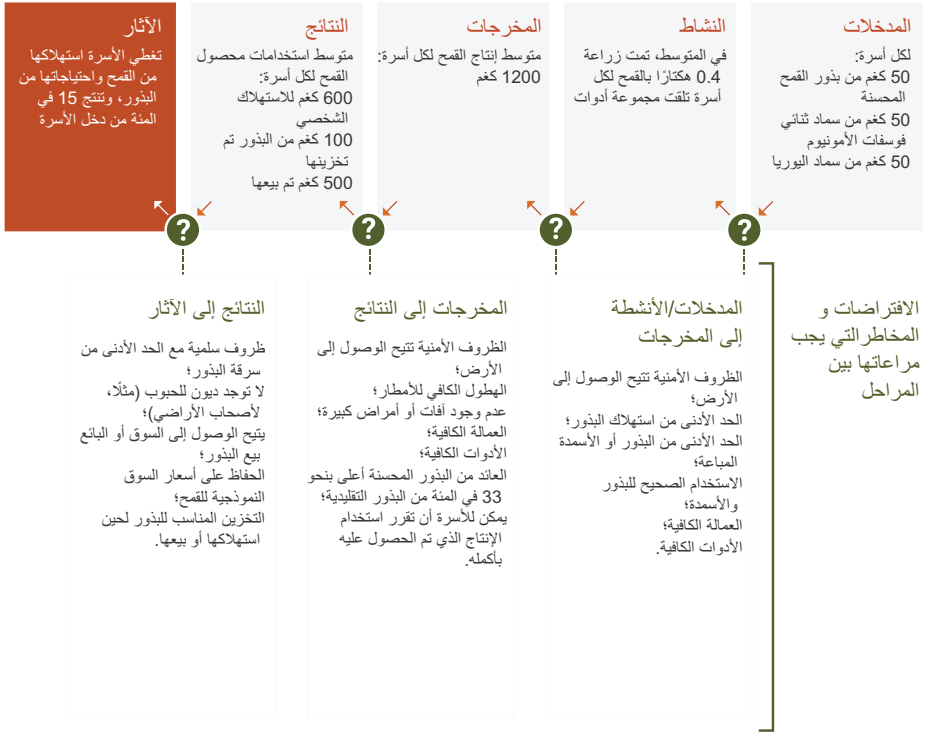 المدخلات
لكل أسرة:
50 كغم من بذور القمح
المحسنة
50 كغم من سماد ثنائي
فوسفات الأمونيوم
50 كغم من سماد اليوريا
النشاط
في المتوسط، تمت زراعة
0.4 هكتارًا بالقمح لكل
أسرة تلقت مجموعة أدوات
المخرجات
متوسط إنتاج القمح لكل أسرة:
1200 كغم
النتائج
متوسط استخدامات محصول
القمح لكل أسرة:
600 كغم للاستهلاك
الشخصي
100 كغم من البذور تم
تخزينها
500 كغم تم بيعها
الآثار
تغطي الأسرة استهلاكها
من القمح واحتياجاتها من
البذور، وتنتج 15 في
المئة من دخل الأسرة
?
?
?
?
الافتراضات و
المخاطرالتي يجب
مراعاتها بين
المراحل
المدخلات/الأنشطة
إلى المخرجات
الظروف الأمنية تتيح الوصول إلى
الأرض؛
الحد الأدنى من استهلاك البذور؛
الحد الأدنى من البذور أو الأسمدة
المباعة؛
الاستخدام الصحيح للبذور
والأسمدة؛
العمالة الكافية؛
الأدوات الكافية.
المخرجات إلى النتائج
الظروف الأمنية تتيح الوصول إلى
الأرض؛
الهطول الكافي للأمطار؛
عدم وجود آفات أو أمراض كبيرة؛
العمالة الكافية؛
الأدوات الكافية؛
العائد من البذور المحسنة أعلى بنحو
33 في المئة من البذور التقليدية؛
يمكن للأسرة أن تقرر استخدام
الإنتاج الذي تم الحصول عليه
بأكمله.
النتائج إلى الآثار
ظروف سلمية مع الحد الأدنى من
سرقة البذور؛
لا توجد ديون للحبوب (مثلًا،
لأصحاب الأراضي)؛
يتيح الوصول إلى السوق أو البائع
بيع البذور؛
الحفاظ على أسعار السوق
النموذجية للقمح؛
التخزين المناسب للبذور لحين
استهلاكها أو بيعها.